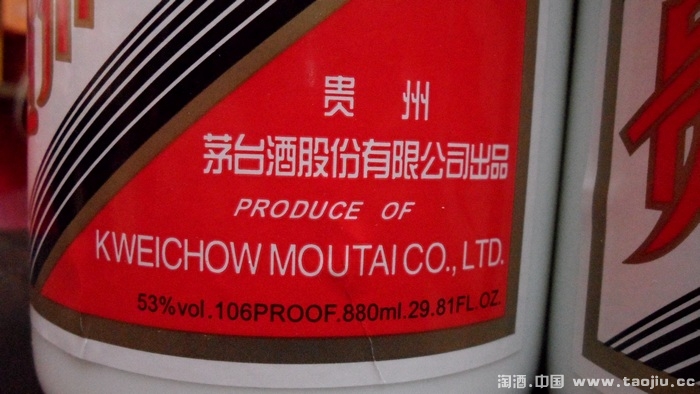 贵 州
茅台酒股份有限公司出品
PRODUCE OF
KWEICHOW MOUTAI CO., LTD.
53%vol.106PROOF.880ml.29.81FL.OZ.
淘酒.中国 www.taojiu.cc